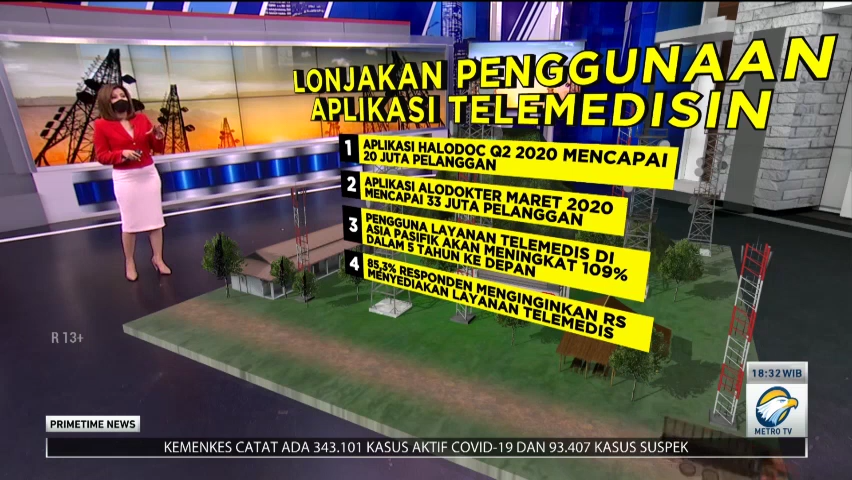 LONJAKAN PENGGUNAAN
APLIKASI TELEMEDISIN
1 APLIKASI HALODOC Q2 2020 MENCAPAI
20 JUTA PELANGGAN
2 APLIKASI ALODOKTER MARET 2020
MENCAPAI 33 JUTA PELANGGAN
3 PENGGUNA LAYANAN TELEMEDIS DI
ASIA PASIFIK AKAN MENINGKAT 109%
DALAM 5 TAHUN KE DEPAN
4 85,3% RESPONDEN MENGINGINKAN RS
MENYEDIAKAN LAYANAN TELEMEDIS
R 13+
18:32 WIB
METRO TV
PRIMETIME NEWS
KEMENKES CATAT ADA 343.101 KASUS AKTIF COVID-19 DAN 93.407 KASUS SUSPEK